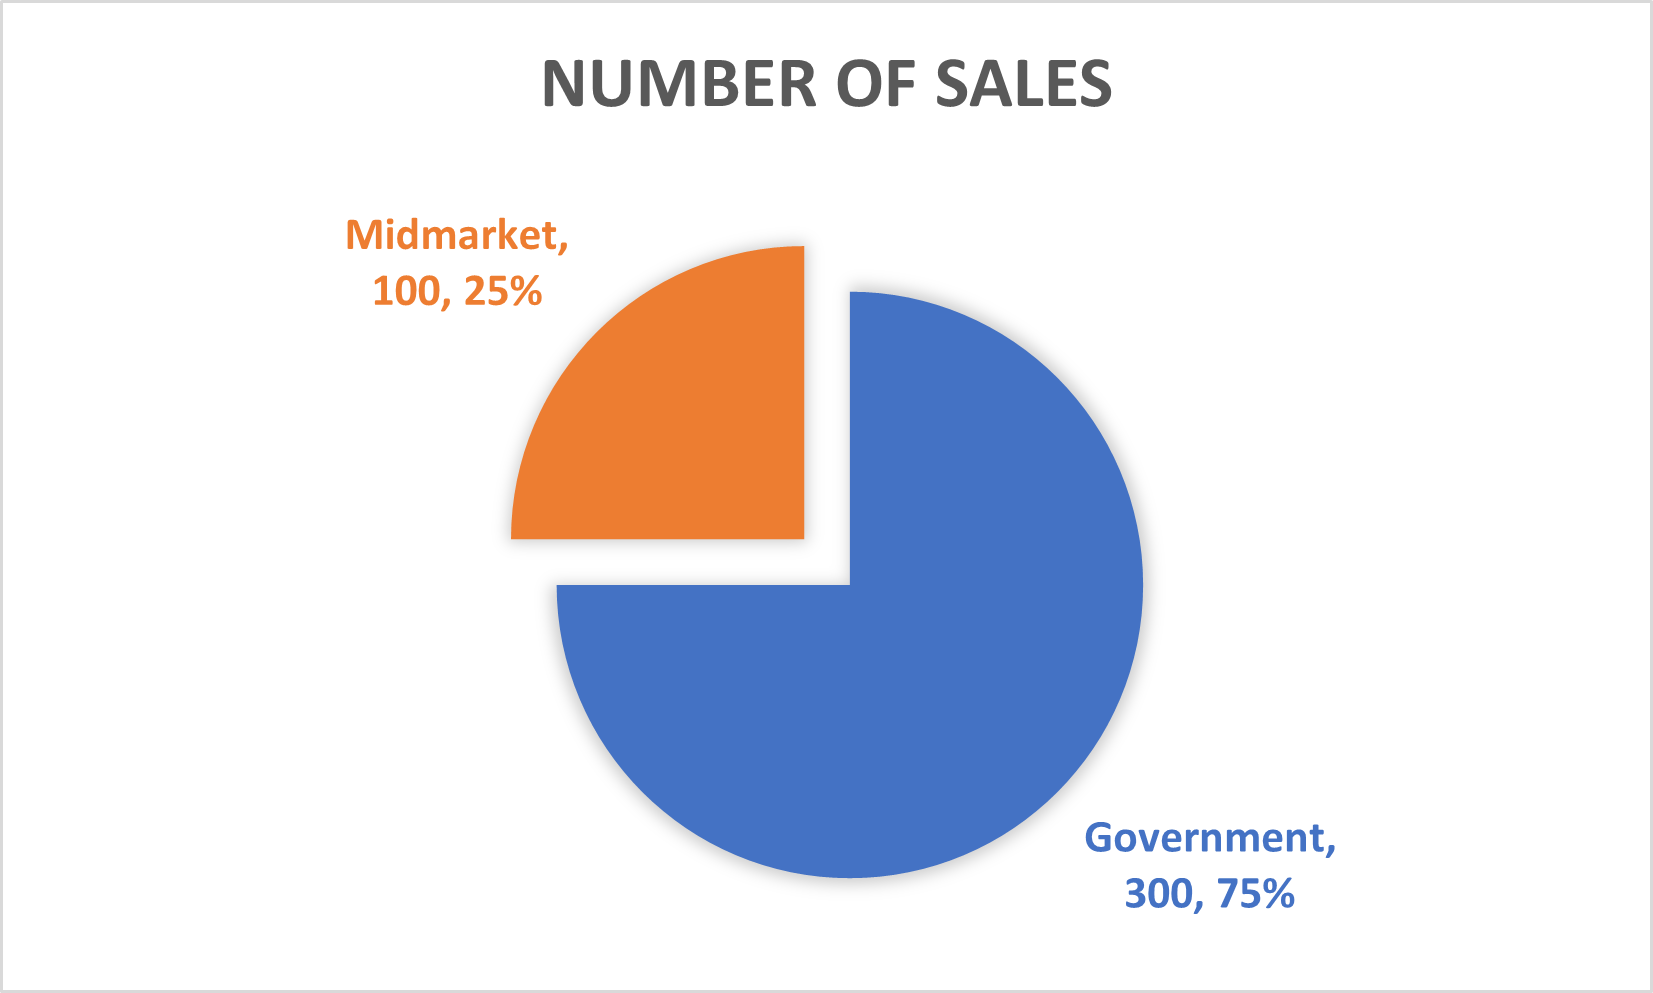 NUMBER OF SALES
Midmarket,
100, 25%
Government,
300, 75%